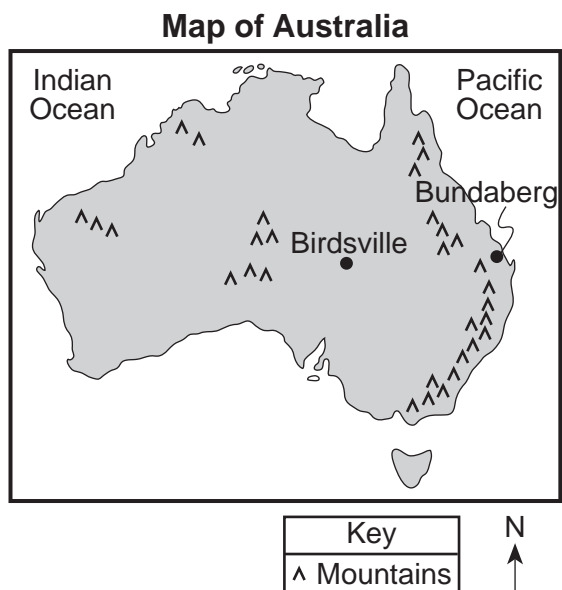 Map of Australia
Indian
Ocean
Pacific
Ocean
Bundaberg
Birdsville
Key
Mountains
N